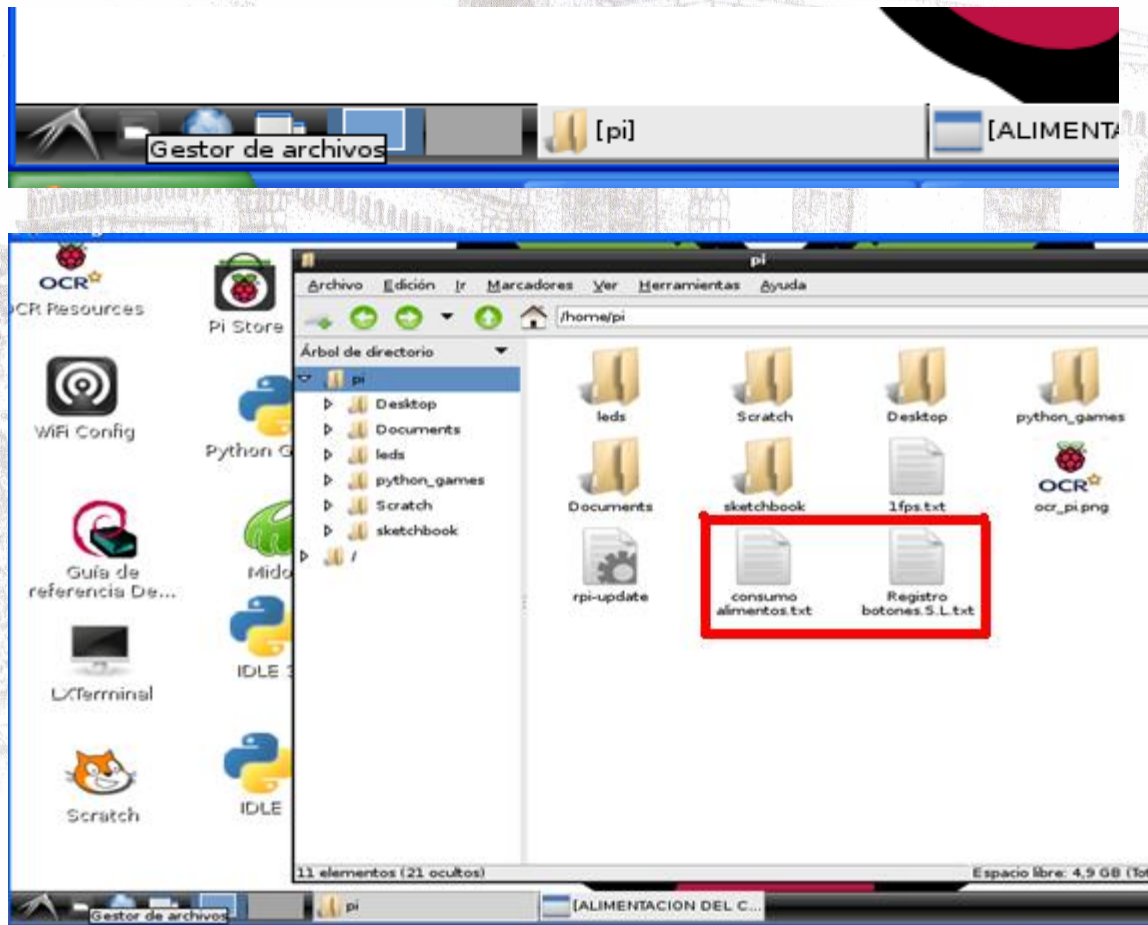 [pi]
[ALIMENTA
Gestor de archivos
OCR
OCR Resources
Pi Store
WiFi Config
Python G
Guía de
referencia De...
Mido
LXTerminal
IDLE 3
Scratch
IDLE
pi
Archivo Edición Ir Marcadores Ver Herramientas Ayuda
/home/pi
Árbol de directorio
pi
Desktop
Documents
leds
python_games
Scratch
sketchbook
/
leds Scratch Desktop python_games
OCR
Documents sketchbook 1fps.txt ocr_pi.png
rpi-update consumo alimentos.txt Registro botones.S.L.txt
11 elementos (21 ocultos) Espacio libre: 4,9 GB (Tot
Gestor de archivos
pi
[ALIMENTACION DEL C...